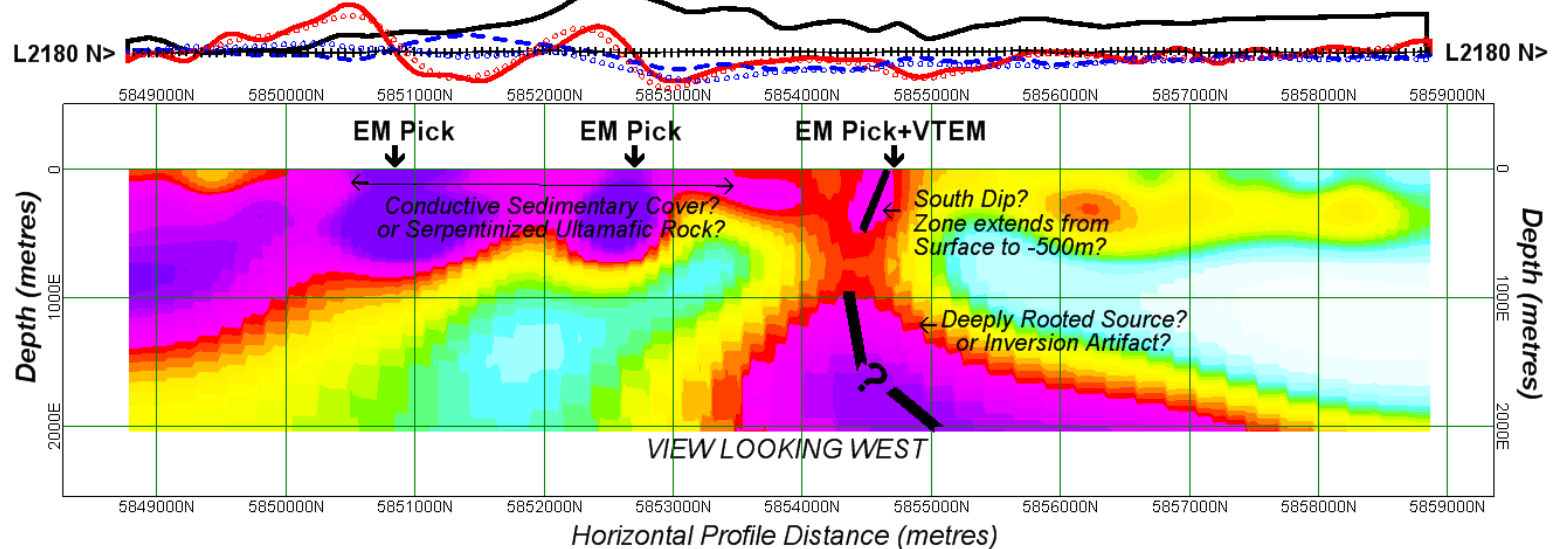 L2180 N> L2180 N>
5849000N 5850000N 5851000N 5852000N 5853000N 5854000N 5855000N 5856000N 5857000N 5858000N 5859000N
EM Pick EM Pick EM Pick+VTEM
0 0
Conductive Sedimentary Cover?
or Serpentinized Ultamafic Rock?
South Dip?
Zone extends from
Surface to -500m?
Depth (metres) Depth (metres)
1000E 1000E
Deeply Rooted Source?
or Inversion Artifact?
?
2000E 2000E
VIEW LOOKING WEST
5849000N 5850000N 5851000N 5852000N 5853000N 5854000N 5855000N 5856000N 5857000N 5858000N 5859000N
Horizontal Profile Distance (metres)